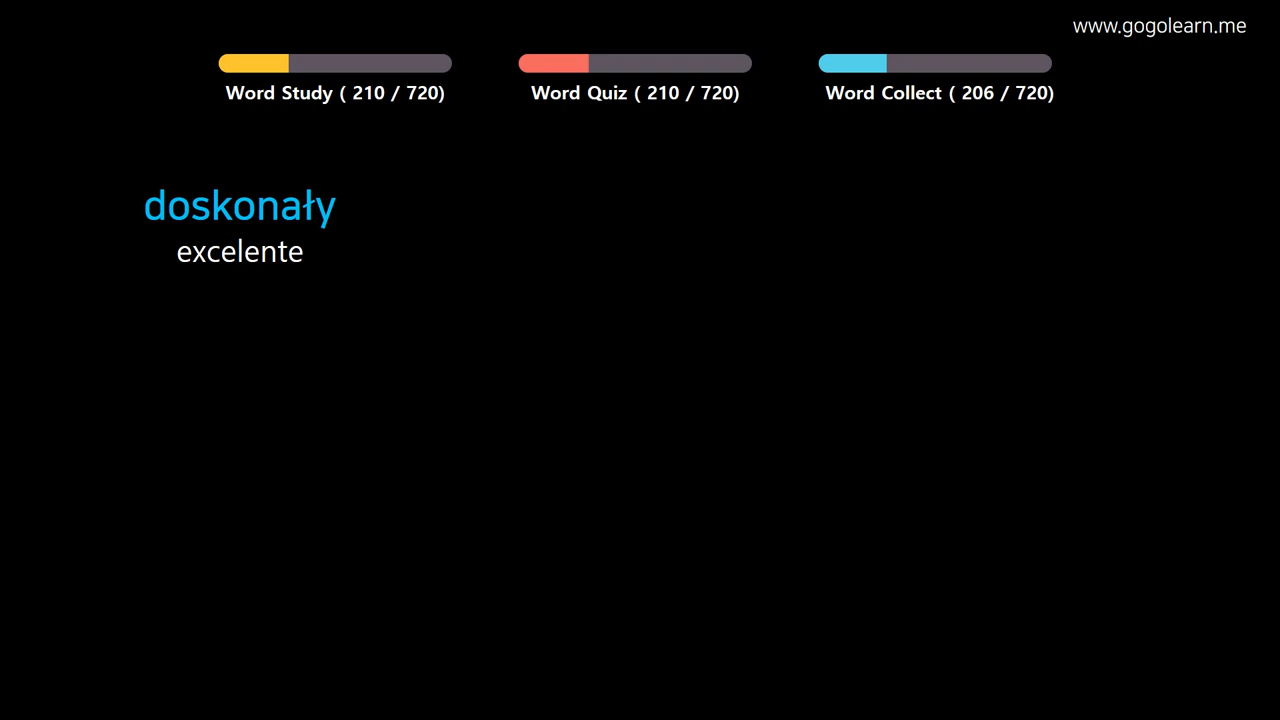 www.gogolearn.me
Word Study ( 210 / 720)
Word Quiz ( 210 / 720)
Word Collect ( 206 / 720)
doskonały
excelente